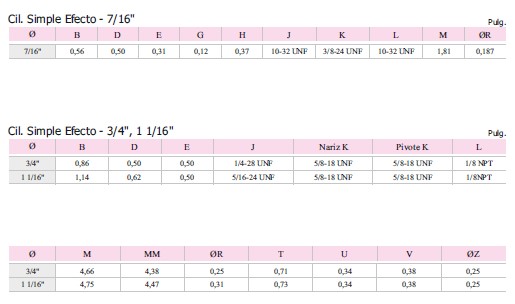 Cil. Simple Efecto - 7/16"
Pulg.
Ø B D E G H J K L M ØR
7/16" 0,56 0,50 0,31 0,12 0,37 10-32 UNF 3/8-24 UNF 10-32 UNF 1,81 0,187
Cil. Simple Efecto - 3/4", 1 1/16"
Pulg.
Ø B D E J Nariz K Pivote K L
3/4" 0,86 0,50 0,50 1/4-28 UNF 5/8-18 UNF 5/8-18 UNF 1/8 NPT
1 1/16" 1,14 0,62 0,50 5/16-24 UNF 5/8-18 UNF 5/8-18 UNF 1/8NPT
Ø M MM ØR T U V ØZ
3/4" 4,66 4,38 0,25 0,71 0,34 0,38 0,25
1 1/16" 4,75 4,47 0,31 0,73 0,34 0,38 0,25